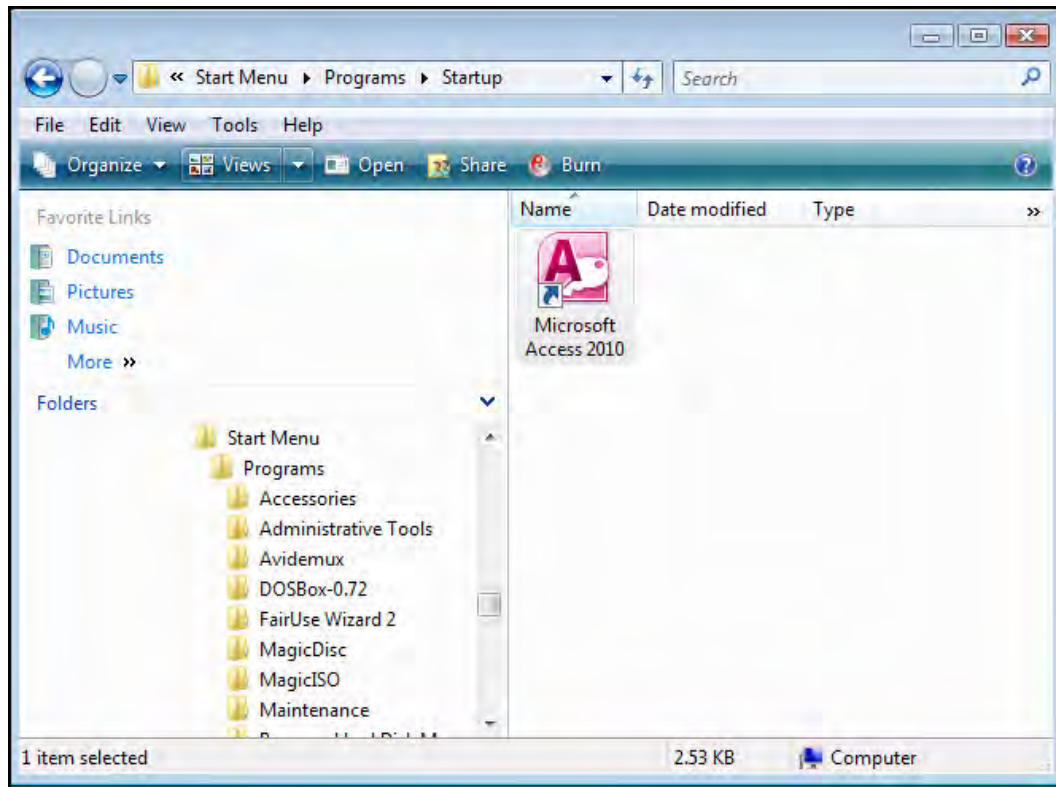 « Start Menu ▸ Programs ▸ Startup
Search
File Edit View Tools Help
Organize Views Open Share Burn
Favorite Links
Documents
Pictures
Music
More »
Folders
Start Menu
Programs
Accessories
Administrative Tools
Avidemux
DOSBox-0.72
FairUse Wizard 2
MagicDisc
MagicISO
Maintenance
Name Date modified Type »
Microsoft
Access 2010
1 item selected 2.53 KB Computer